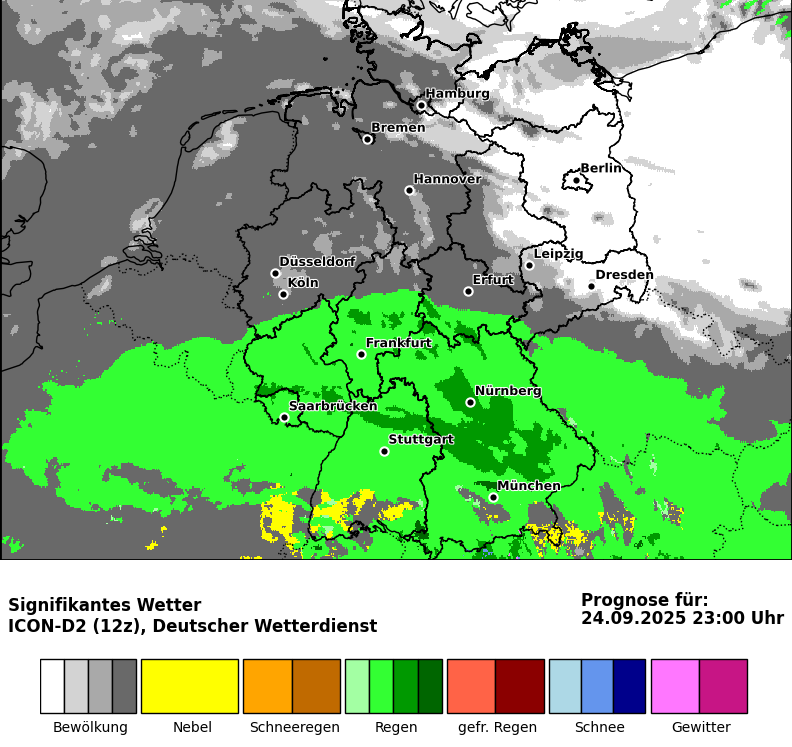 Hamburg
Bremen
Berlin
Hannover
Leipzig
Düsseldorf
Dresden
Köln
Erfurt
Frankfurt
Nürnberg
Saarbrücken
Stuttgart
München
Signifikantes Wetter
ICON-D2 (12z), Deutscher Wetterdienst
Prognose für:
24.09.2025 23:00 Uhr
Bewölkung
Nebel
Schneeregen
Regen
gefr. Regen
Schnee
Gewitter